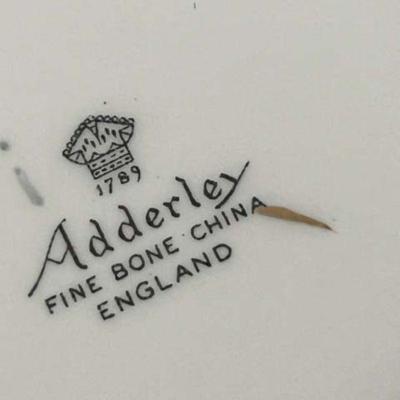 1789
Adderley
FINE BONE CHINA
ENGLAND